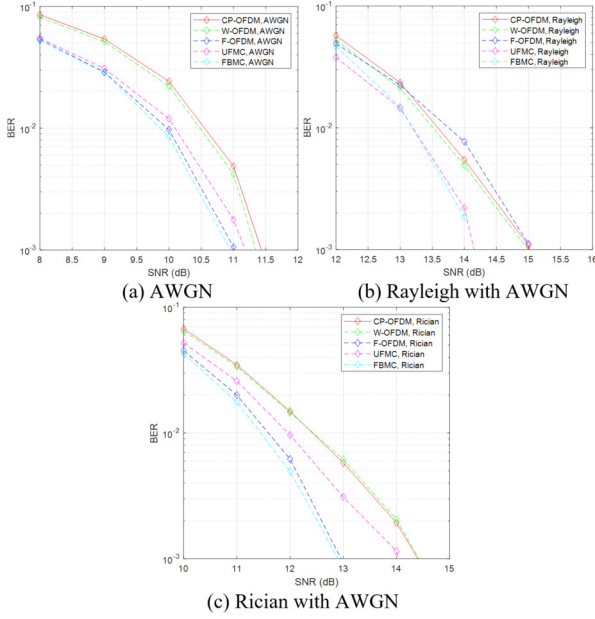 10^-1
10^-2
10^-3
BER
8 8.5 9 9.5 10 10.5 11 11.5 12
SNR (dB)
CP-OFDM, AWGN
W-OFDM, AWGN
F-OFDM, AWGN
UFMC, AWGN
FBMC, AWGN
(a) AWGN
10^-1
10^-2
10^-3
BER
12 12.5 13 13.5 14 14.5 15 15.5 16
SNR (dB)
CP-OFDM, Rayleigh
W-OFDM, Rayleigh
F-OFDM, Rayleigh
UFMC, Rayleigh
FBMC, Rayleigh
(b) Rayleigh with AWGN
10^-1
10^-2
10^-3
BER
10 11 12 13 14 15
SNR (dB)
CP-OFDM, Rician
W-OFDM, Rician
F-OFDM, Rician
UFMC, Rician
FBMC, Rician
(c) Rician with AWGN